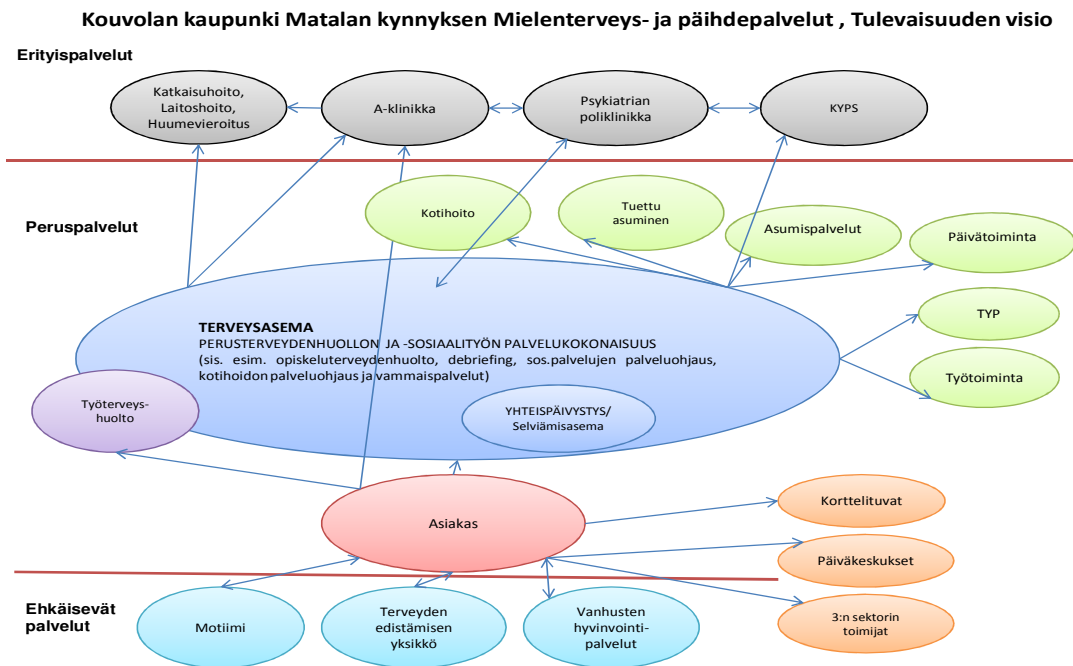 Kouvolan kaupunki Matalan kynnyksen Mielenterveys- ja päihdepalvelut , Tulevaisuuden visio
Erityispalvelut
Katkaisuhoito,
Laitoshoito,
Huumevieroitus
A-klinikka
Psykiatrian
poliklinikka
KYPS
Peruspalvelut
Kotihoito
Tuettu
asuminen
Asumispalvelut
Päivätoiminta
TERVEYSASEMA
PERUSTERVEYDENHUOLLON JA -SOSIAALITYÖN PALVELUKOKONAISUUS
(sis. esim. opiskeluterveydenhuolto, debriefing, sos.palvelujen palveluohjaus,
kotihoidon palveluohjaus ja vammaispalvelut)
TYP
Työtoiminta
Työterveys-
huolto
YHTEISPÄIVYSTYS/
Selviämisasema
Asiakas
Korttelituvat
Päiväkeskukset
3:n sektorin
toimijat
Ehkäisevät
palvelut
Motiimi
Terveyden
edistämisen
yksikkö
Vanhusten
hyvinvointi-
palvelut